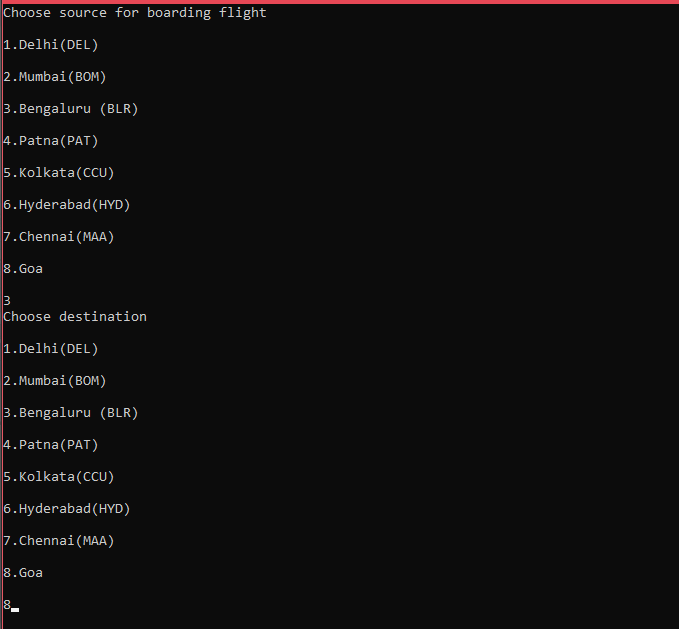 Choose source for boarding flight
1.Delhi(DEL)
2.Mumbai(BOM)
3.Bengaluru (BLR)
4.Patna(PAT)
5.Kolkata(CCU)
6.Hyderabad(HYD)
7.Chennai(MAA)
8.Goa
3
Choose destination
1.Delhi(DEL)
2.Mumbai(BOM)
3.Bengaluru (BLR)
4.Patna(PAT)
5.Kolkata(CCU)
6.Hyderabad(HYD)
7.Chennai(MAA)
8.Goa
8